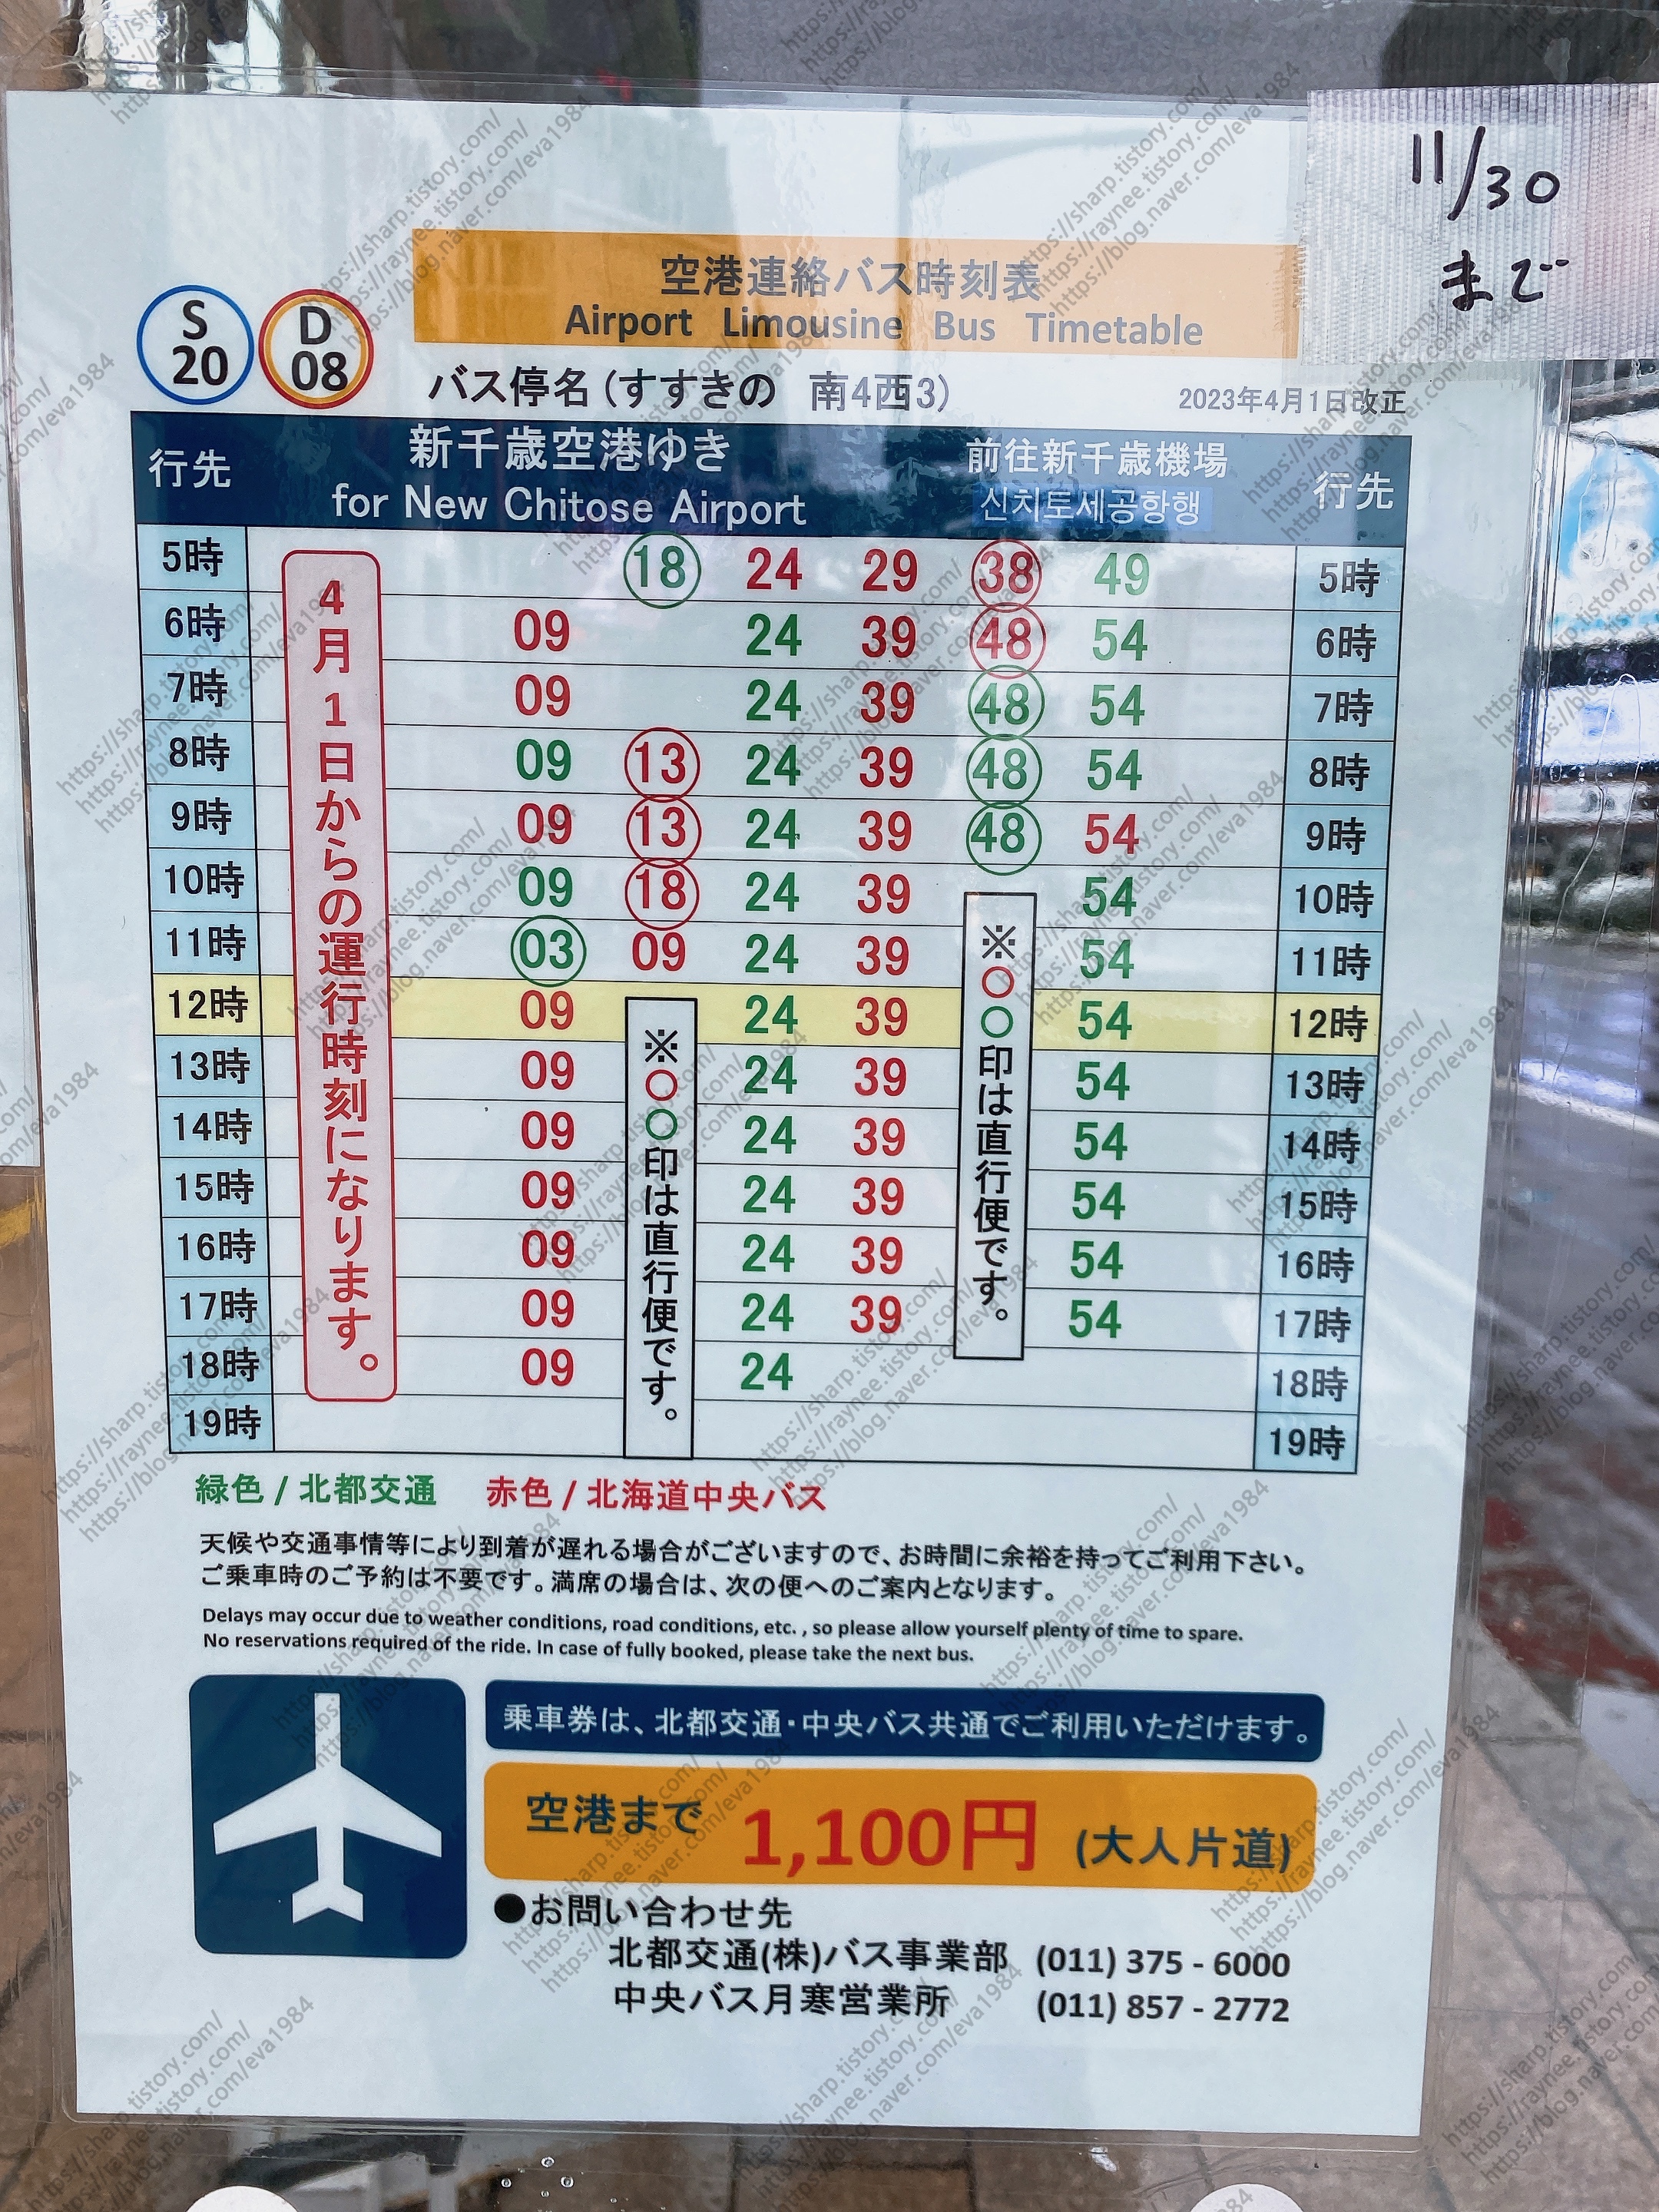 11/30
まで
空港連絡バス時刻表
Airport Limousine Bus Timetable
S
20
D
08
バス停名(すすきの 南4西3)
2023年4月1日改正
行先 新千歳空港ゆき 前往新千歳機場 行先
for New Chitose Airport 신치토세공항행
5時 18 24 29 38 49 5時
6時 09 24 39 48 54 6時
7時 09 24 39 48 54 7時
8時 09 13 24 39 48 54 8時
9時 09 13 24 39 48 54 9時
10時 09 18 24 39 54 10時
11時 03 09 24 39 54 11時
12時 09 24 39 54 12時
13時 09 24 39 54 13時
14時 09 24 39 54 14時
15時 09 24 39 54 15時
16時 09 24 39 54 16時
17時 09 24 39 54 17時
18時 09 24 18時
19時 19時
4月1日からの運行時刻になります。
※○○印は直行便です。
※○○印は直行便です。
緑色/北都交通 赤色/北海道中央バス
天候や交通事情等により到着が遅れる場合がございますので、お時間に余裕を持ってご利用下さい。
ご乗車時のご予約は不要です。満席の場合は、次の便へのご案内となります。
Delays may occur due to weather conditions, road conditions, etc. , so please allow yourself plenty of time to spare.
No reservations required of the ride. In case of fully booked, please take the next bus.
乗車券は、北都交通・中央バス共通でご利用いただけます。
空港まで 1,100円 (大人片道)
●お問い合わせ先
北都交通(株)バス事業部 (011) 375 - 6000
中央バス月寒営業所 (011) 857 - 2772
https://sharp.tistory.com/
https://raynee.tistory.com/
https://blog.naver.com/eva1984